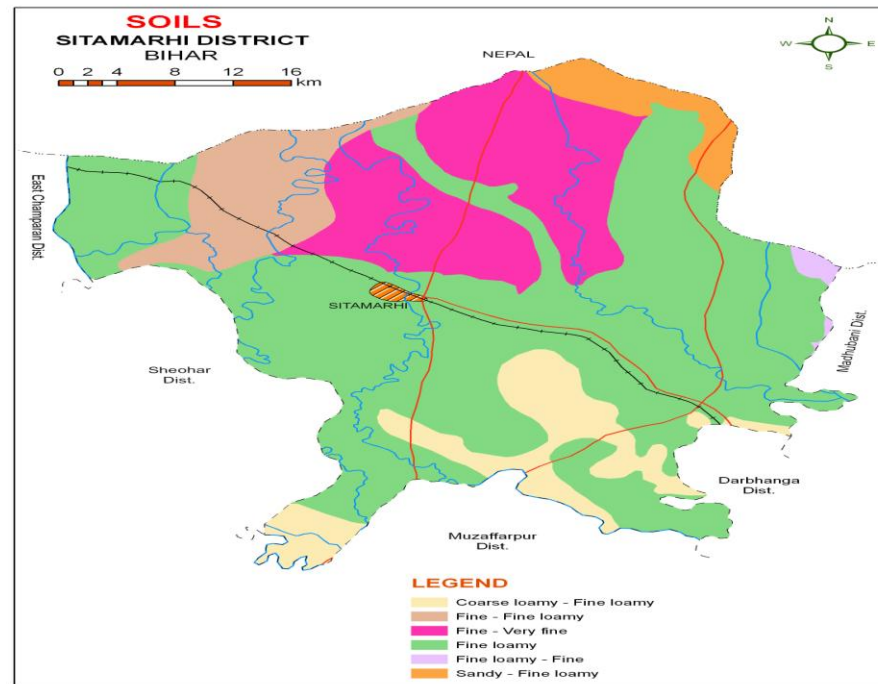 SOILS
SITAMARHI DISTRICT
BIHAR
0 2 4 8 12 16
km
N
W E
S
NEPAL
East Champaran Dist.
SITAMARHI
Sheohar
Dist.
Madhubani Dist.
Darbhanga
Dist.
Muzaffarpur
Dist.
LEGEND
Coarse loamy - Fine loamy
Fine - Fine loamy
Fine - Very fine
Fine loamy
Fine loamy - Fine
Sandy - Fine loamy